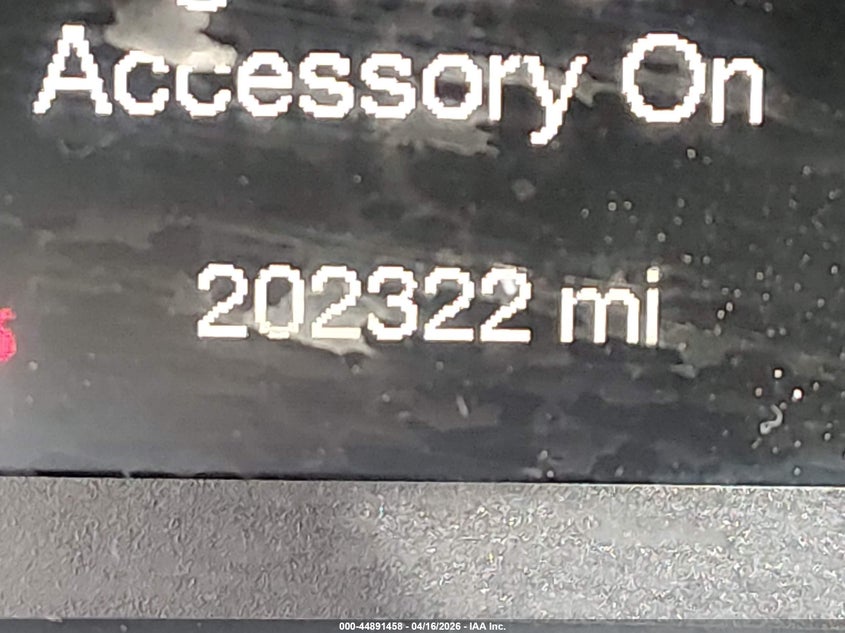 Accessory On
202322 mi
000-44891458 - 04/16/2026 - IAA Inc.